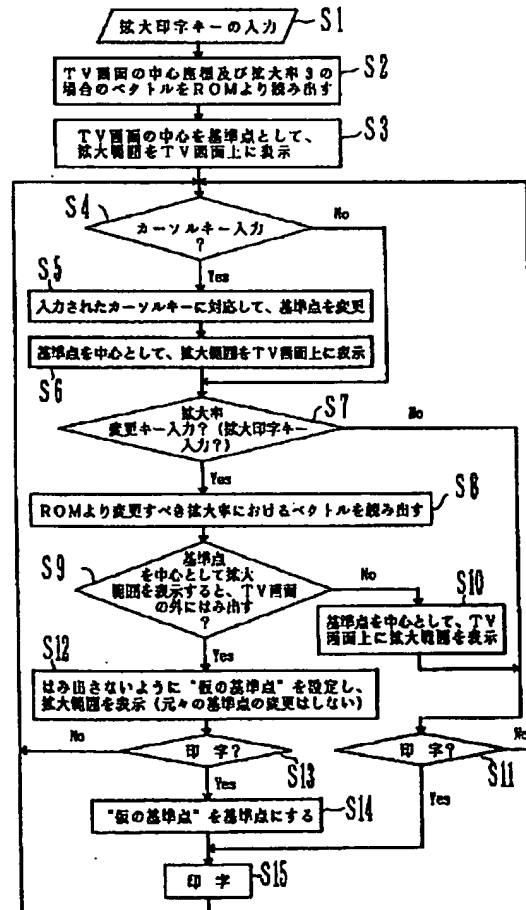 拡大印字キーの入力
S1
TV画面の中心座標及び拡大率3の
場合のベクトルをROMより読み出す
S2
TV画面の中心を基準点として、
拡大範囲をTV画面上に表示
S3
S4
カーソルキー入力
?
No
Yes
S5
入力されたカーソルキーに対応して、基準点を変更
基準点を中心として、拡大範囲をTV画面上に表示
S6
拡大率
変更キー入力?(拡大印字キー
入力?)
S7
No
Yes
ROMより変更すべき拡大率におけるベクトルを読み出す
S8
S9
基準点
を中心として拡大
範囲を表示すると、TV画面
の外にはみ出す
?
No
Yes
S10
基準点を中心として、TV
画面上に拡大範囲を表示
S12
はみ出さないように"仮の基準点"を設定し、
拡大範囲を表示(元々の基準点の変更はしない)
No
印字?
S13
Yes
印字?
S11
No
Yes
"仮の基準点"を基準点にする
S14
印字
S15